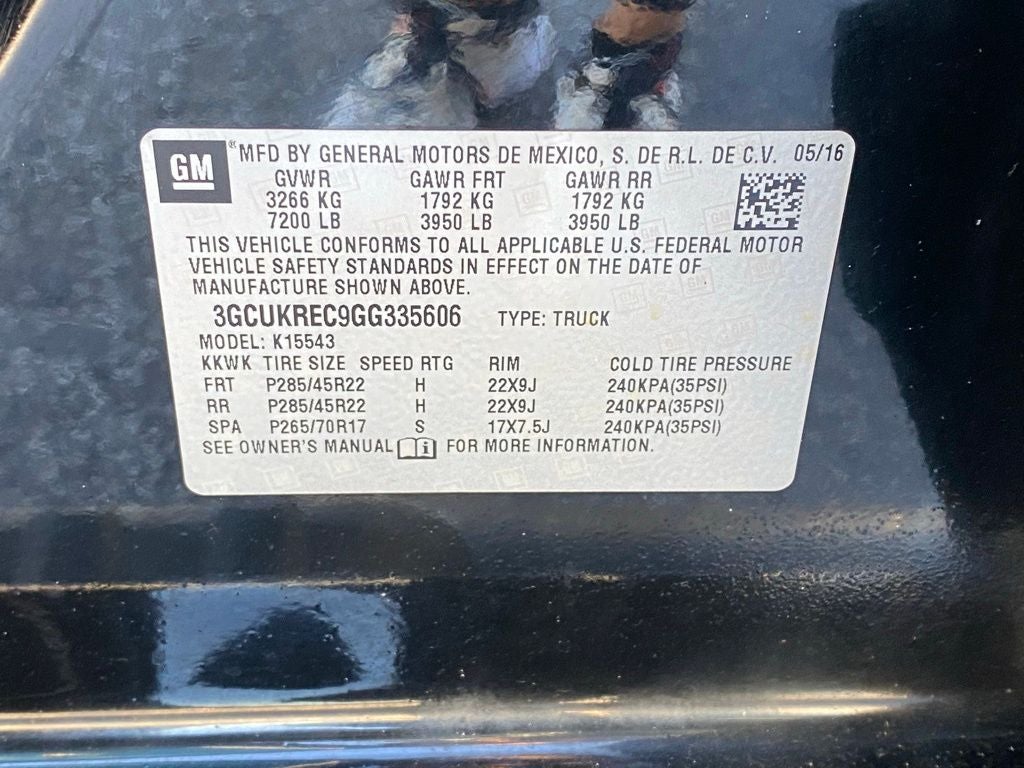 GM ® MFD BY GENERAL MOTORS DE MEXICO, S. DE R.L. DE C.V. 05/16
GVWR GAWR FRT GAWR RR
3266 KG 1792 KG 1792 KG
7200 LB 3950 LB 3950 LB
THIS VEHICLE CONFORMS TO ALL APPLICABLE U.S. FEDERAL MOTOR
VEHICLE SAFETY STANDARDS IN EFFECT ON THE DATE OF
MANUFACTURE SHOWN ABOVE.
3GCUKREC9GG335606 TYPE: TRUCK
MODEL: K15543
KKWK TIRE SIZE SPEED RTG RIM COLD TIRE PRESSURE
FRT P285/45R22 H 22X9J 240KPA(35PSI)
RR P285/45R22 H 22X9J 240KPA(35PSI)
SPA P265/70R17 S 17X7.5J 240KPA(35PSI)
SEE OWNER'S MANUAL i FOR MORE INFORMATION.